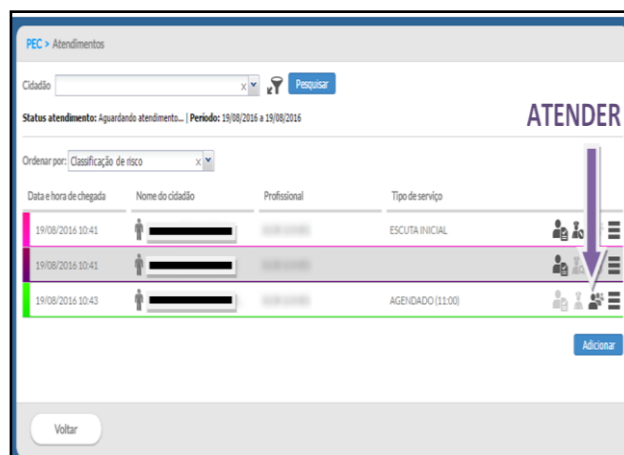 PEC > Atendimentos
Cidadão x Pesquisar
Status atendimento: Aguardando atendimento... | Período: 19/08/2016 a 19/08/2016
ATENDER
Ordenar por: Classificação de risco x
Data e hora de chegada Nome do cidadão Profissional Tipo de serviço
19/08/2016 10:41 ESCUTA INICIAL
19/08/2016 10:41
19/08/2016 10:43 AGENDADO (11:00)
Adicionar
Voltar